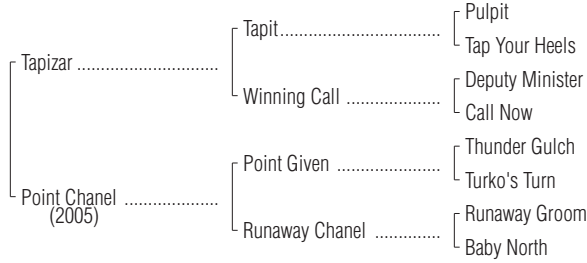 Pulpit
Tapit
Tap Your Heels
Tapizar
Deputy Minister
Winning Call
Call Now
Thunder Gulch
Point Given
Turko's Turn
Point Chanel
(2005)
Runaway Groom
Runaway Chanel
Baby North